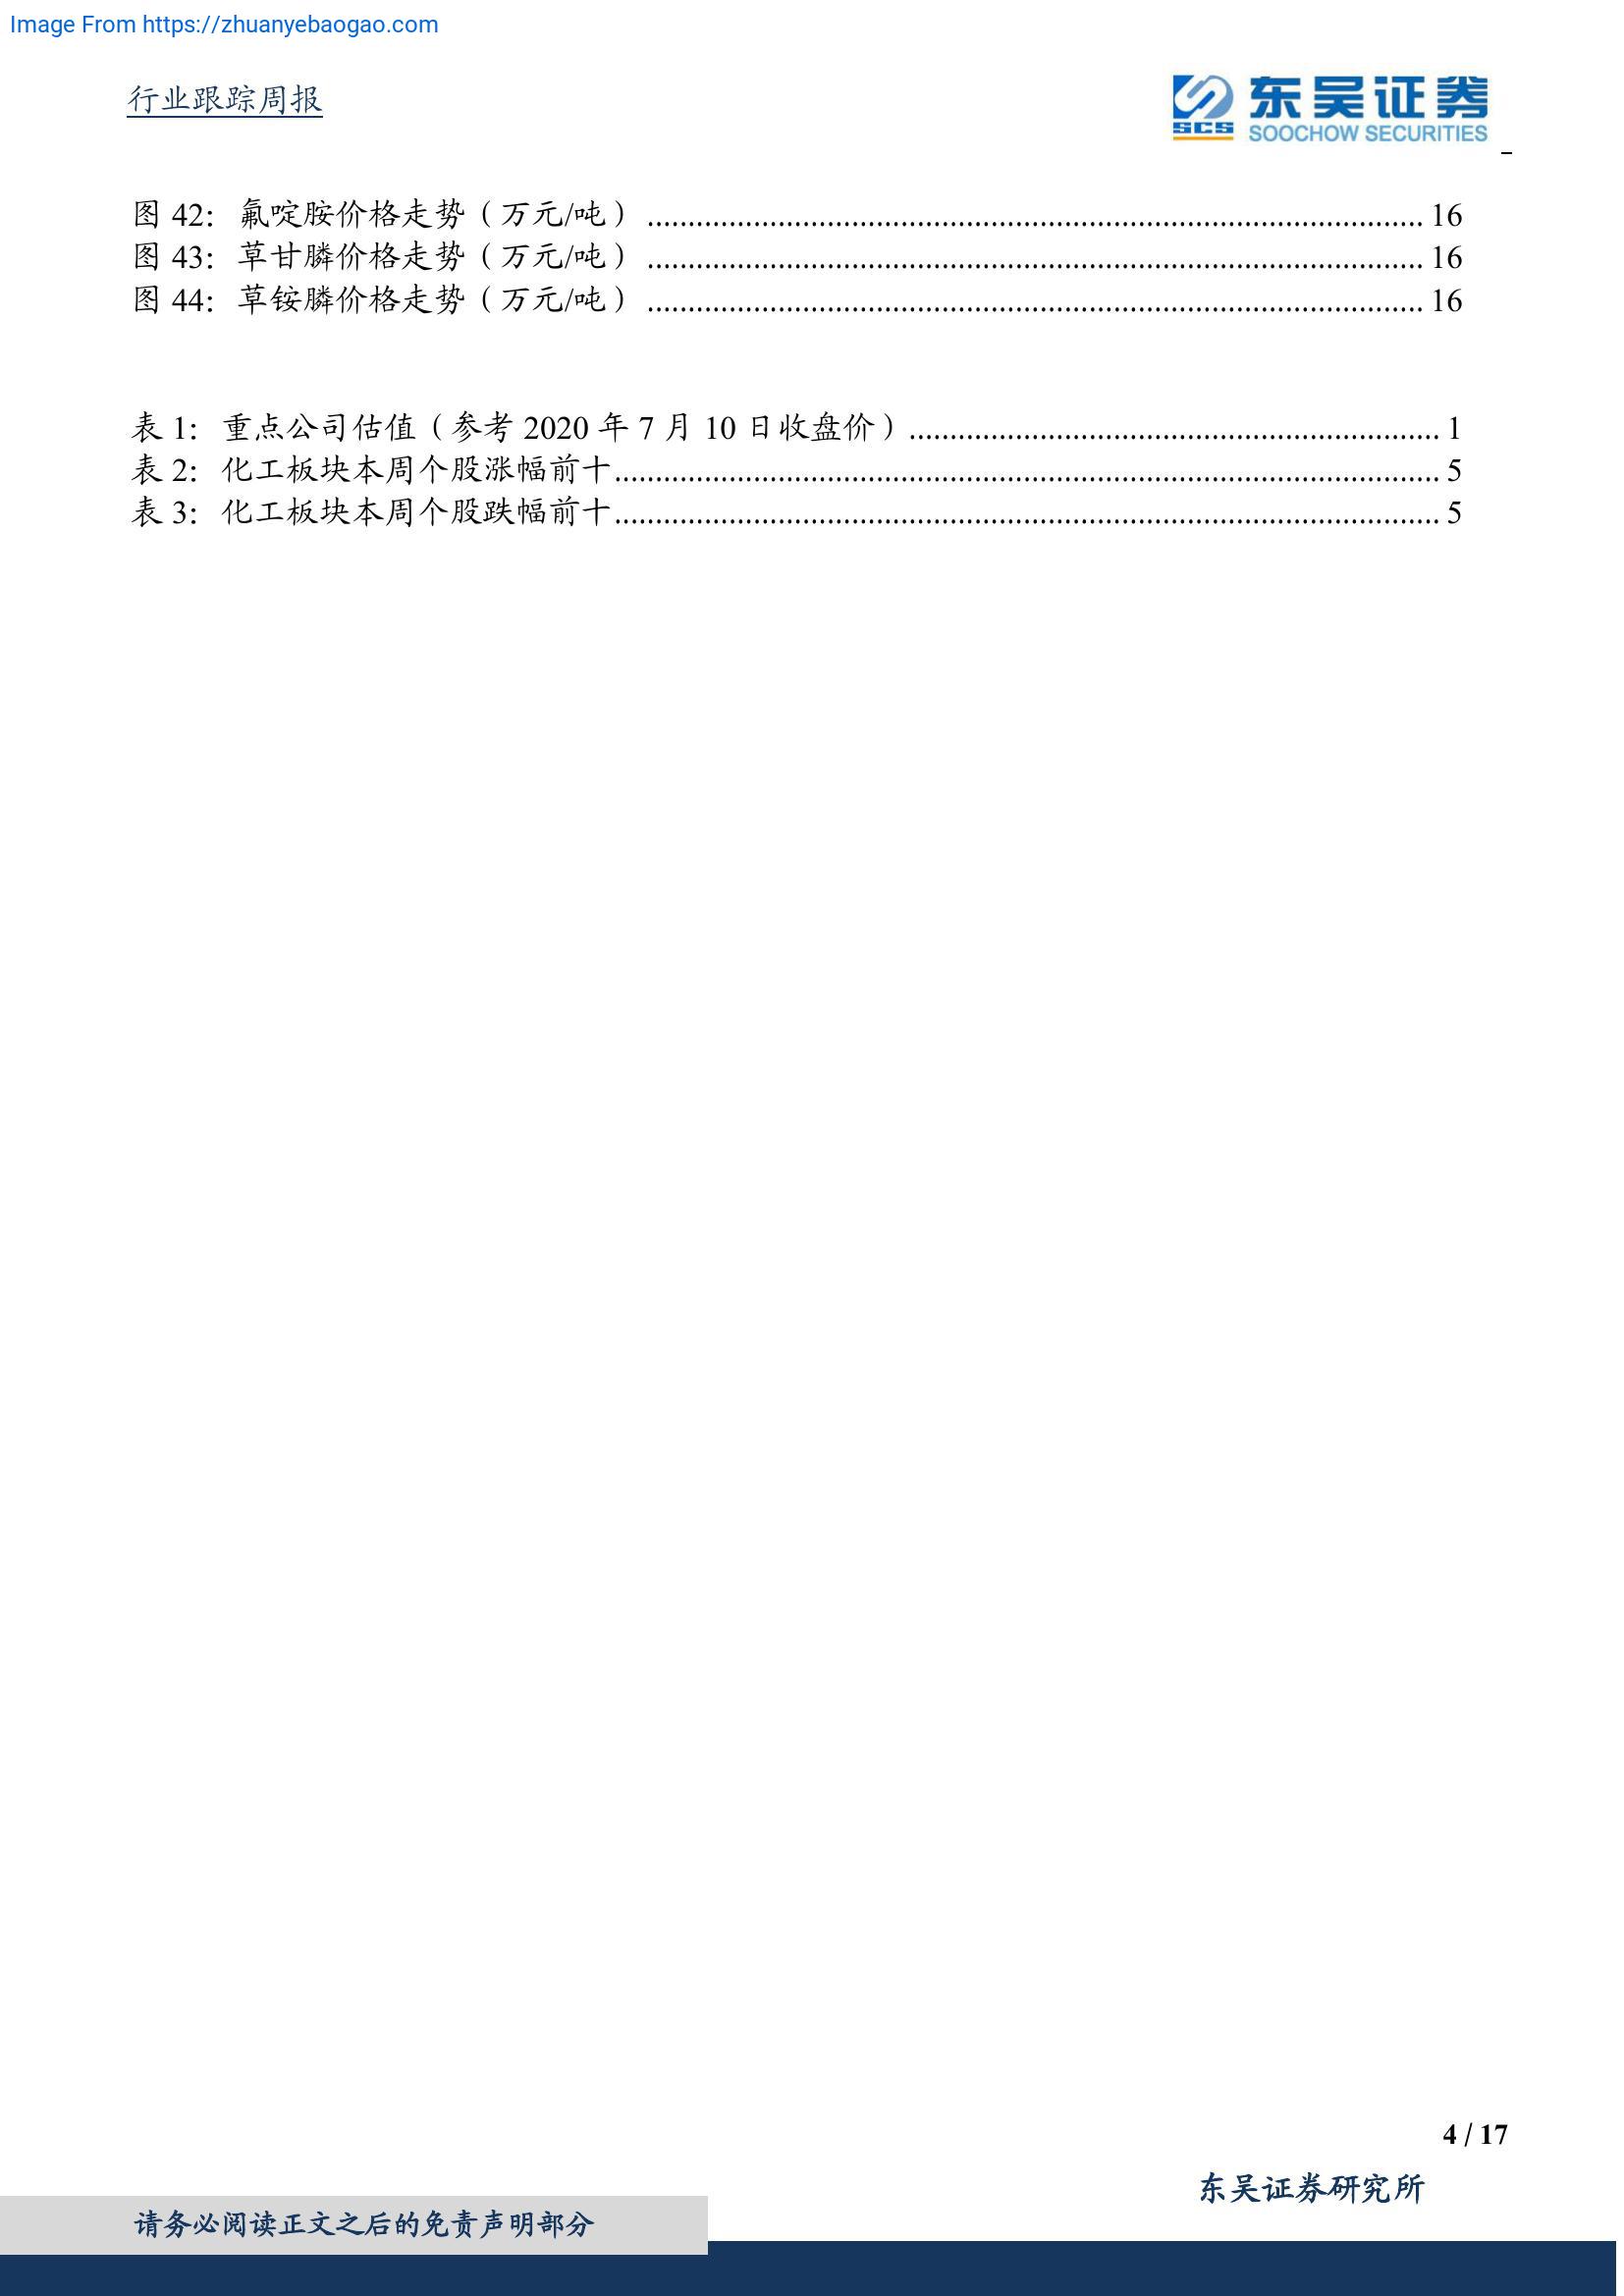 Image From https://zhuanyebaogao.com
行业跟踪周报
东吴证券
SCS
SOOCHOW SECURITIES
图 42: 氟啶胺价格走势（万元/吨） ........ 16
图 43: 草甘膦价格走势（万元/吨） ........ 16
图 44: 草铵膦价格走势（万元/吨） ........ 16
表 1: 重点公司估值（参考 2020 年 7 月 10 日收盘价） ........ 1
表 2: 化工板块本周个股涨幅前十 ........ 5
表 3: 化工板块本周个股跌幅前十 ........ 5
4 / 17
东吴证券研究所
请务必阅读正文之后的免责声明部分